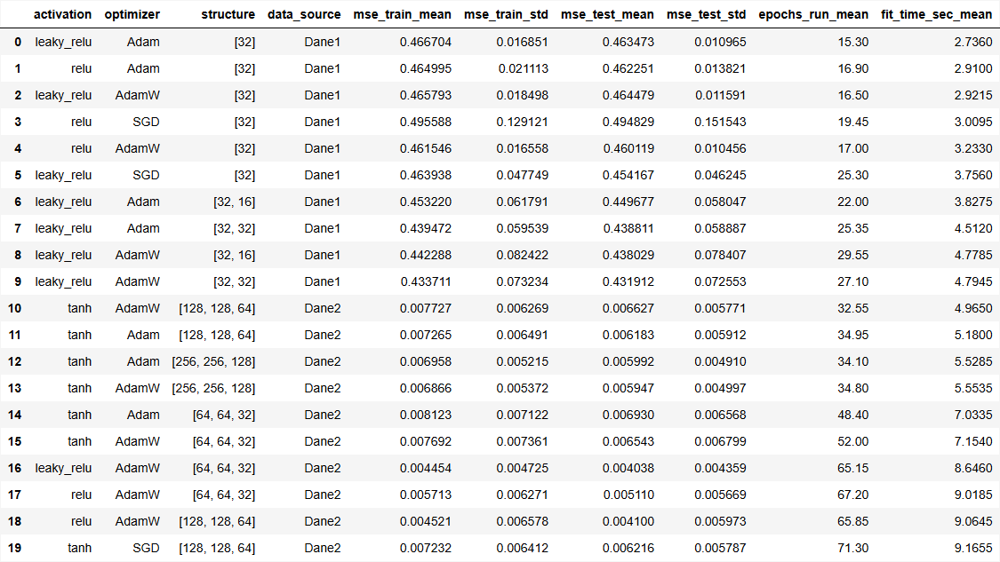 activation optimizer structure data_source mse_train_mean mse_train_std mse_test_mean mse_test_std epochs_run_mean fit_time_sec_mean
0 leaky_relu Adam [32] Dane1 0.466704 0.016851 0.463473 0.010965 15.30 2.7360
1 relu Adam [32] Dane1 0.464995 0.021113 0.462251 0.013821 16.90 2.9100
2 leaky_relu AdamW [32] Dane1 0.465793 0.018498 0.464479 0.011591 16.50 2.9215
3 relu SGD [32] Dane1 0.495588 0.129121 0.494829 0.151543 19.45 3.0095
4 relu AdamW [32] Dane1 0.461546 0.016558 0.460119 0.010456 17.00 3.2330
5 leaky_relu SGD [32] Dane1 0.463938 0.047749 0.454167 0.046245 25.30 3.7560
6 leaky_relu Adam [32, 16] Dane1 0.453220 0.061791 0.449677 0.058047 22.00 3.8275
7 leaky_relu Adam [32, 32] Dane1 0.439472 0.059539 0.438811 0.058887 25.35 4.5120
8 leaky_relu AdamW [32, 16] Dane1 0.442288 0.082422 0.438029 0.078407 29.55 4.7785
9 leaky_relu AdamW [32, 32] Dane1 0.433711 0.073234 0.431912 0.072553 27.10 4.7945
10 tanh AdamW [128, 128, 64] Dane2 0.007727 0.006269 0.006627 0.005771 32.55 4.9650
11 tanh Adam [128, 128, 64] Dane2 0.007265 0.006491 0.006183 0.005912 34.95 5.1800
12 tanh Adam [256, 256, 128] Dane2 0.006958 0.005215 0.005992 0.004910 34.10 5.5285
13 tanh AdamW [256, 256, 128] Dane2 0.006866 0.005372 0.005947 0.004997 34.80 5.5535
14 tanh Adam [64, 64, 32] Dane2 0.008123 0.007122 0.006930 0.006568 48.40 7.0335
15 tanh AdamW [64, 64, 32] Dane2 0.007692 0.007361 0.006543 0.006799 52.00 7.1540
16 leaky_relu AdamW [64, 64, 32] Dane2 0.004454 0.004725 0.004038 0.004359 65.15 8.6460
17 relu AdamW [64, 64, 32] Dane2 0.005713 0.006271 0.005110 0.005669 67.20 9.0185
18 relu AdamW [128, 128, 64] Dane2 0.004521 0.006578 0.004100 0.005973 65.85 9.0645
19 tanh SGD [128, 128, 64] Dane2 0.007232 0.006412 0.006216 0.005787 71.30 9.1655